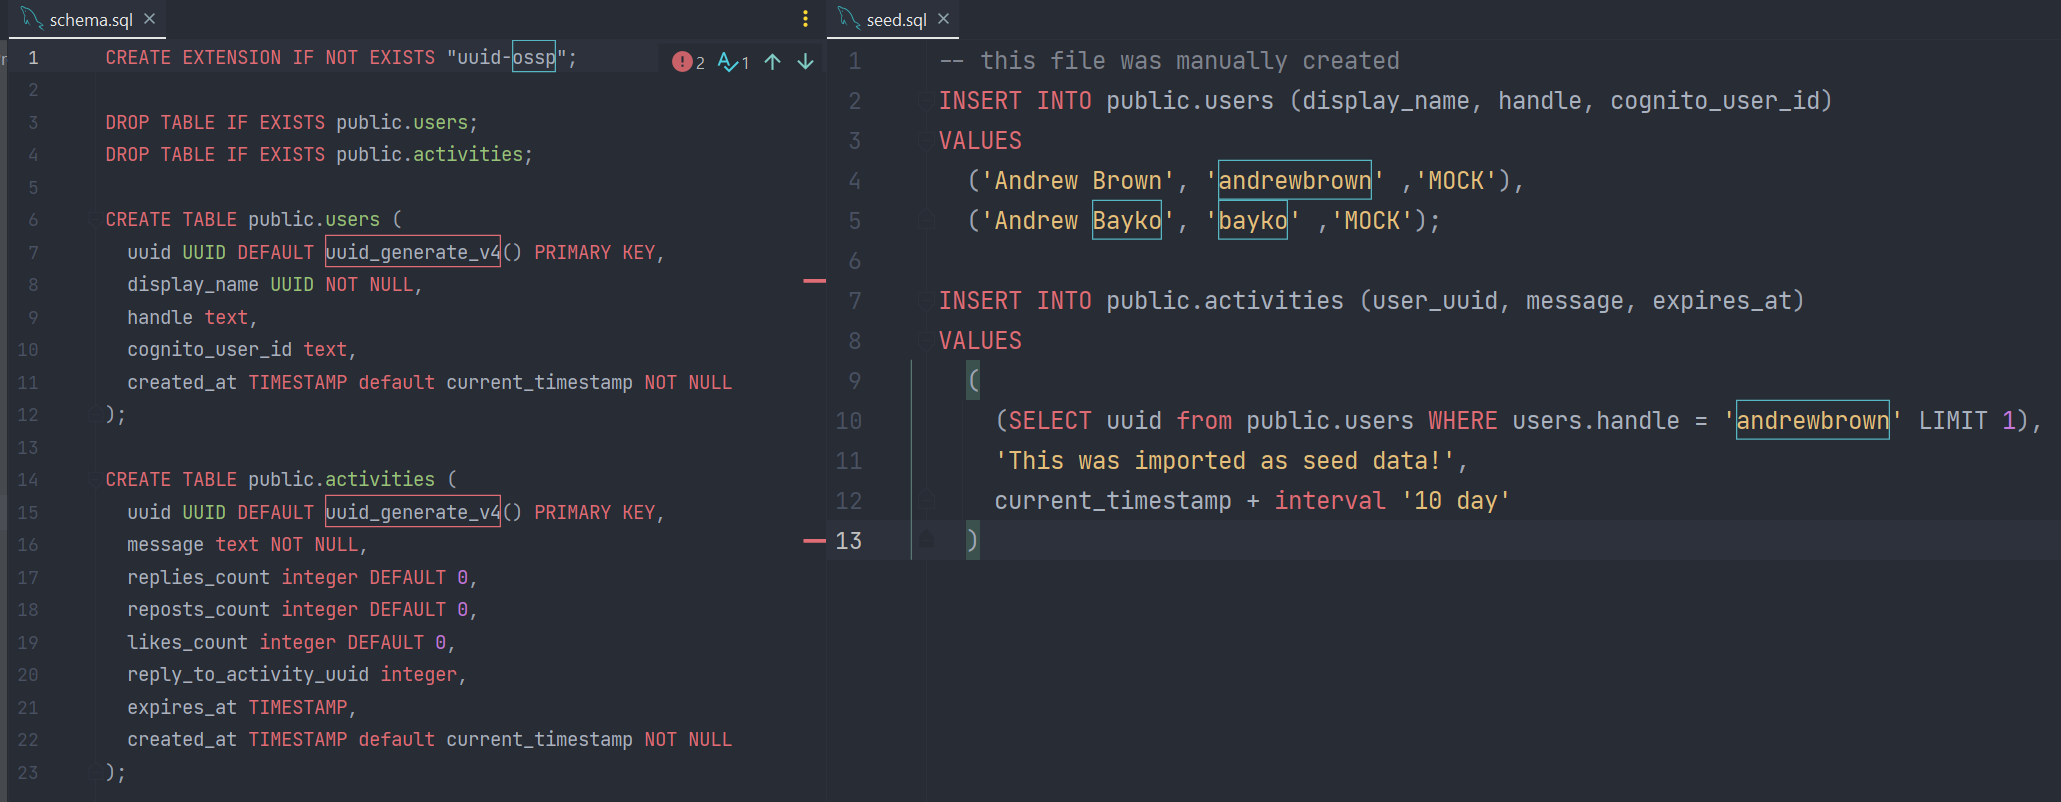 schema.sql
1 CREATE EXTENSION IF NOT EXISTS "uuid-ossp"; 2 1
2
3 DROP TABLE IF EXISTS public.users;
4 DROP TABLE IF EXISTS public.activities;
5
6 CREATE TABLE public.users (
7 uuid UUID DEFAULT uuid_generate_v4() PRIMARY KEY,
8 display_name UUID NOT NULL,
9 handle text,
10 cognito_user_id text,
11 created_at TIMESTAMP default current_timestamp NOT NULL
12 );
13
14 CREATE TABLE public.activities (
15 uuid UUID DEFAULT uuid_generate_v4() PRIMARY KEY,
16 message text NOT NULL,
17 replies_count integer DEFAULT 0,
18 reposts_count integer DEFAULT 0,
19 likes_count integer DEFAULT 0,
20 reply_to_activity_uuid integer,
21 expires_at TIMESTAMP,
22 created_at TIMESTAMP default current_timestamp NOT NULL
23 );
seed.sql
1 -- this file was manually created
2 INSERT INTO public.users (display_name, handle, cognito_user_id)
3 VALUES
4 ('Andrew Brown', 'andrewbrown' ,'MOCK'),
5 ('Andrew Bayko', 'bayko' ,'MOCK');
6
7 INSERT INTO public.activities (user_uuid, message, expires_at)
8 VALUES
9 (
10 (SELECT uuid from public.users WHERE users.handle = 'andrewbrown' LIMIT 1),
11 'This was imported as seed data!',
12 current_timestamp + interval '10 day'
13 )